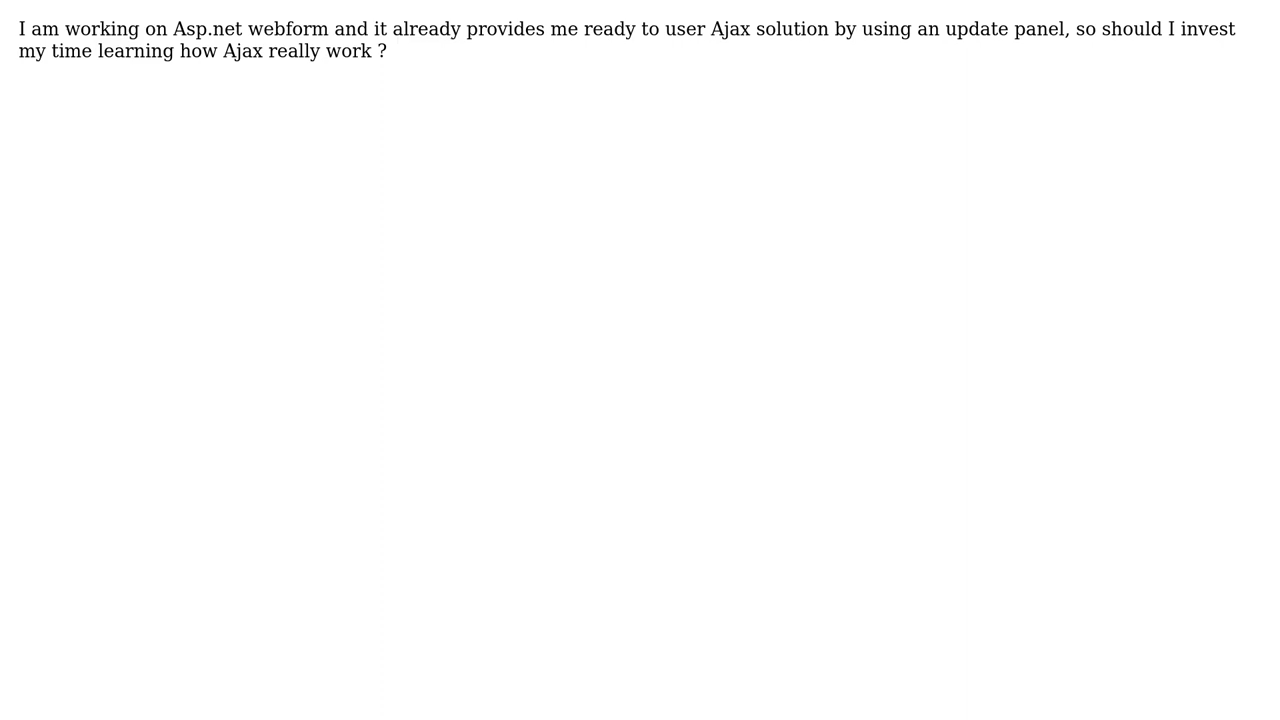 I am working on Asp.net webform and it already provides me ready to user Ajax solution by using an update panel, so should I invest
my time learning how Ajax really work ?